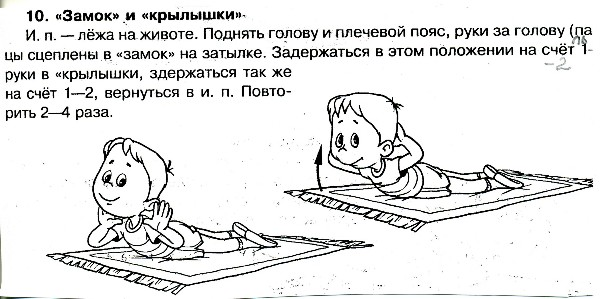 10. «Замок» и «крылышки».
И. п. — лёжа на животе. Поднять голову и плечевой пояс, руки за голову (па
цы сцеплены в «замок» на затылке. Задержаться в этом положении на счёт 1-
-2
руки в «крылышки, здержаться так же
на счёт 1—2, вернуться в и. п. Повто-
рить 2—4 раза.